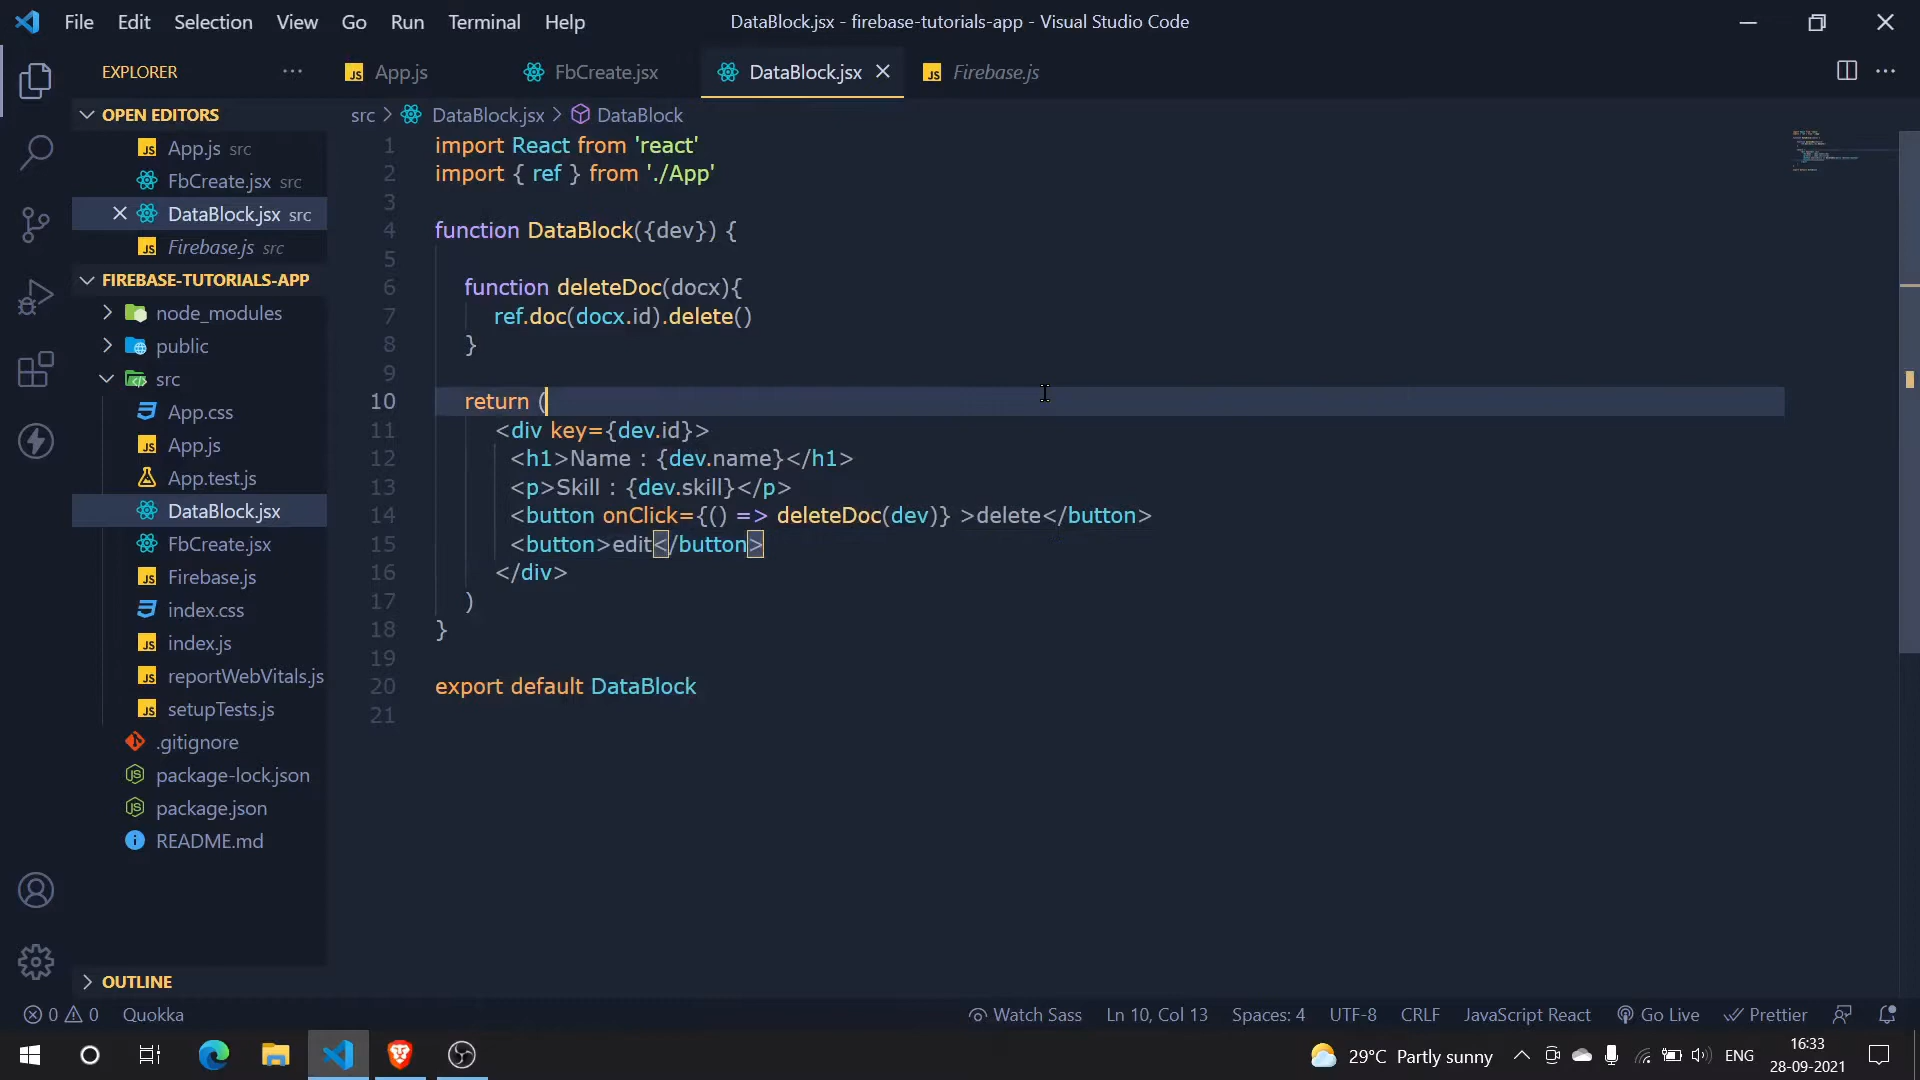 File Edit Selection View Go Run Terminal Help
DataBlock.jsx - firebase-tutorials-app - Visual Studio Code
EXPLORER
App.js
FbCreate.jsx
DataBlock.jsx
Firebase.js
OPEN EDITORS
App.js src
FbCreate.jsx src
DataBlock.jsx src
Firebase.js src
FIREBASE-TUTORIALS-APP
node_modules
public
src
App.css
App.js
App.test.js
DataBlock.jsx
FbCreate.jsx
Firebase.js
index.css
index.js
reportWebVitals.js
setupTests.js
.gitignore
package-lock.json
package.json
README.md
OUTLINE
src > DataBlock.jsx > DataBlock
1 import React from 'react'
2 import { ref } from './App'
3
4 function DataBlock({dev}) {
5
6 function deleteDoc(docx){
7 ref.doc(docx.id).delete()
8 }
9
10 return (
11 <div key={dev.id}>
12 <h1>Name : {dev.name}</h1>
13 <p>Skill : {dev.skill}</p>
14 <button onClick={() => deleteDoc(dev)} >delete</button>
15 <button>edit</button>
16 </div>
17 )
18 }
19
20 export default DataBlock
21
0 0 Quokka
Watch Sass Ln 10, Col 13 Spaces: 4 UTF-8 CRLF JavaScript React Go Live Prettier
29°C Partly sunny ENG 16:33
28-09-2021